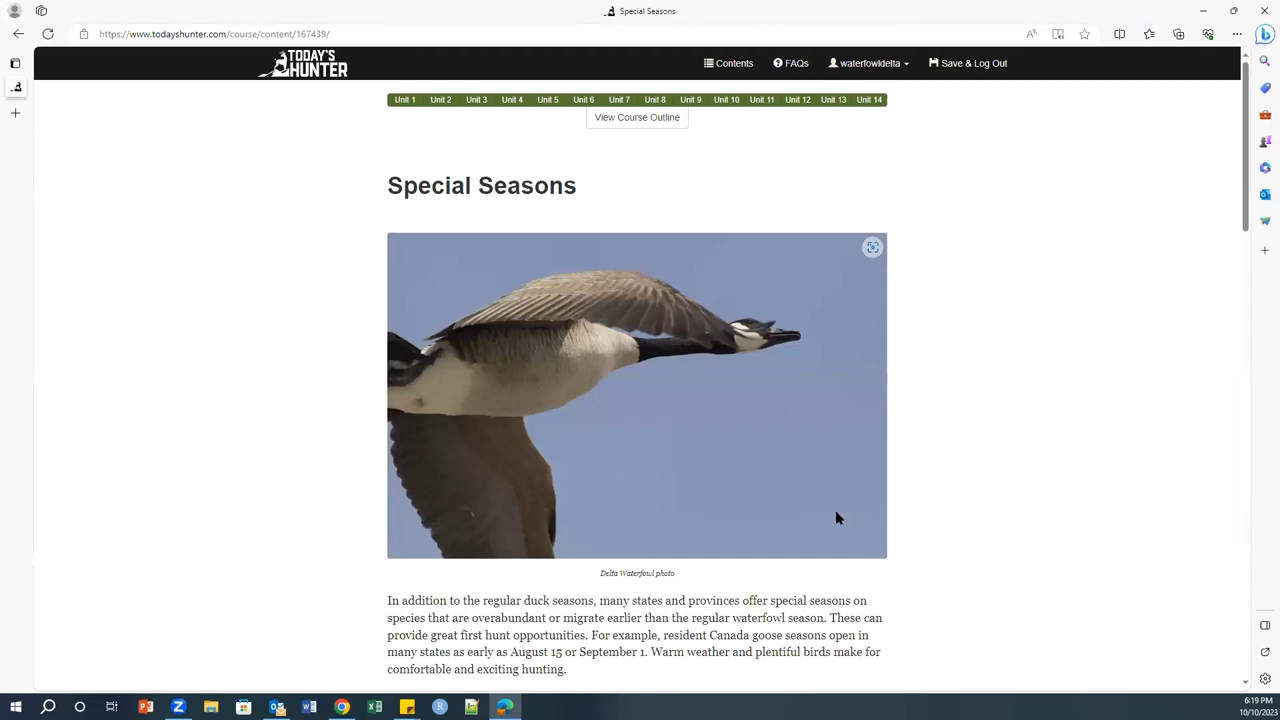 Special Seasons
https://www.todayshunter.com/course/content/167439/
TODAY'S
HUNTER
Contents
FAQs
waterfowldelta
Save & Log Out
Unit 1 Unit 2 Unit 3 Unit 4 Unit 5 Unit 6 Unit 7 Unit 8 Unit 9 Unit 10 Unit 11 Unit 12 Unit 13 Unit 14
View Course Outline
Special Seasons
Delta Waterfowl photo
In addition to the regular duck seasons, many states and provinces offer special seasons on
species that are overabundant or migrate earlier than the regular waterfowl season. These can
provide great first hunt opportunities. For example, resident Canada goose seasons open in
many states as early as August 15 or September 1. Warm weather and plentiful birds make for
comfortable and exciting hunting.
6:19 PM
10/10/2023